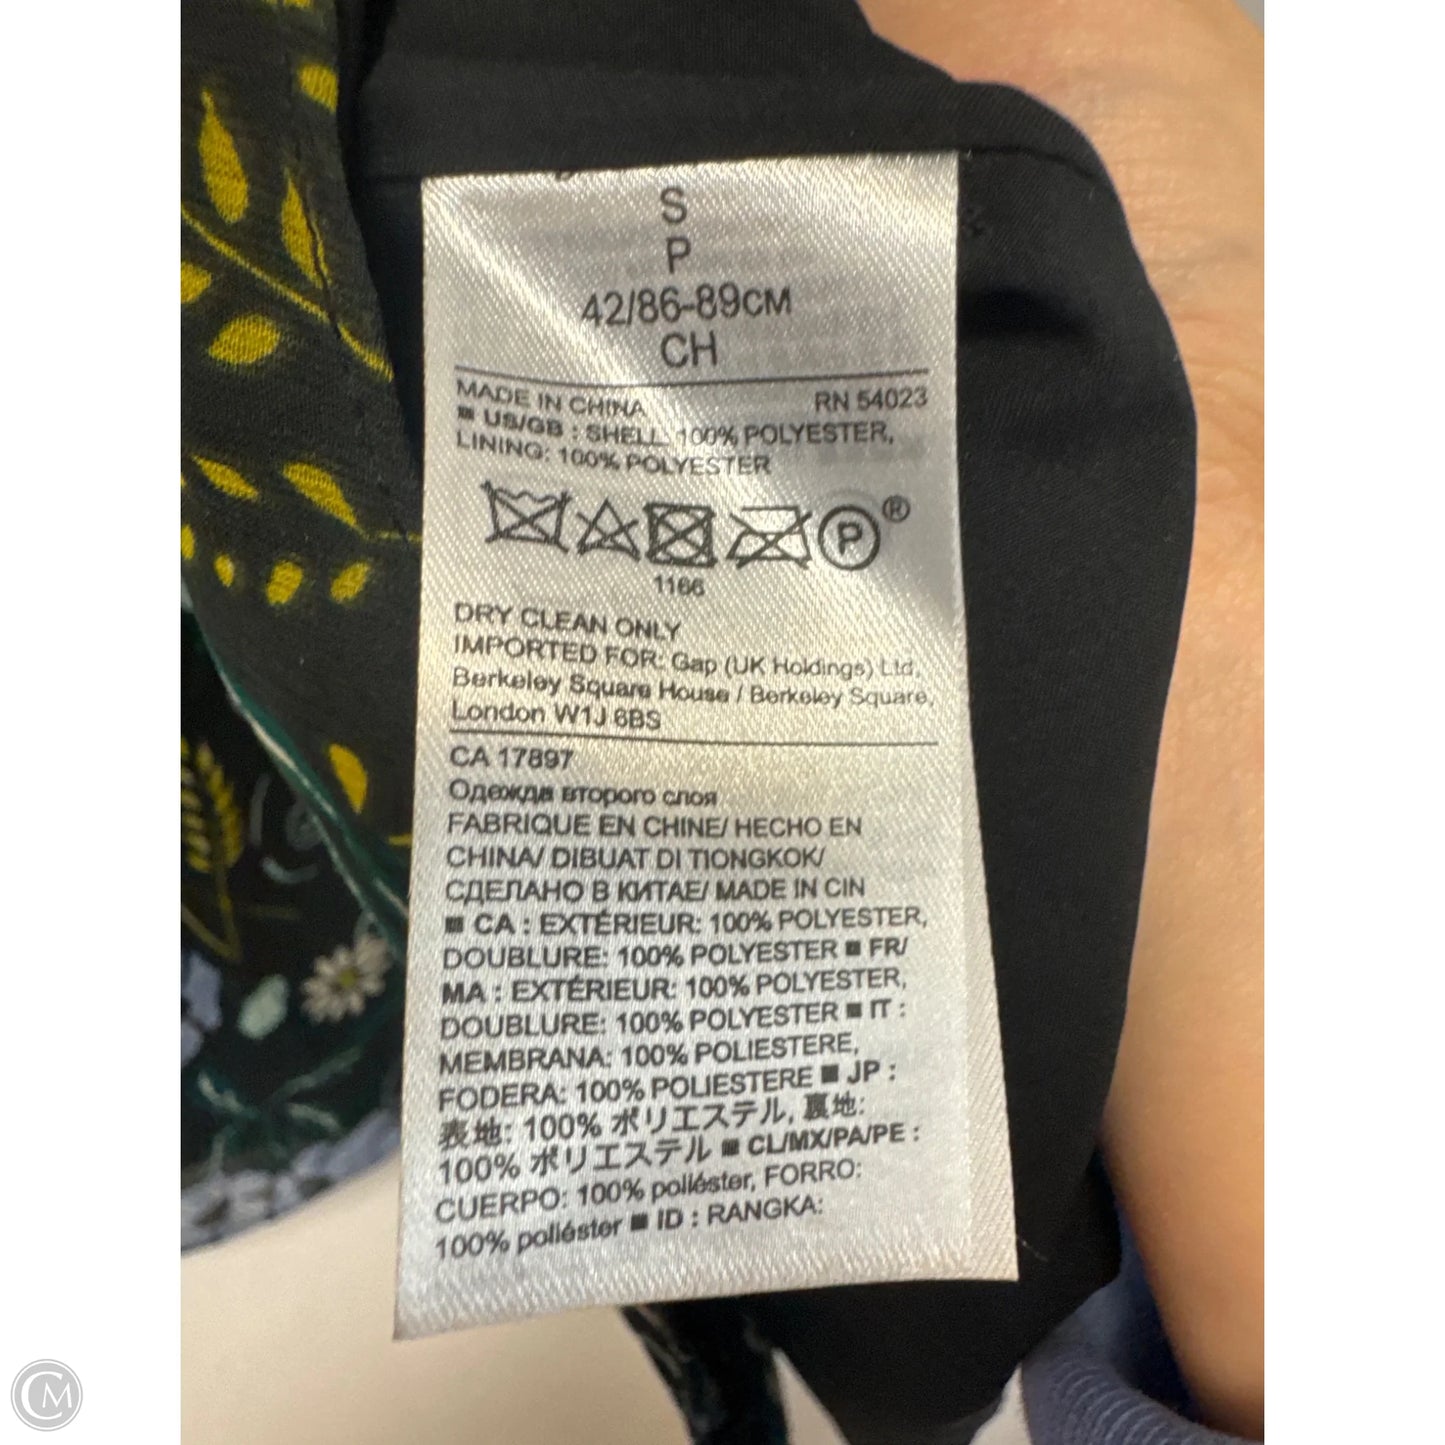 S
P
42/86-89CM
CH
MADE IN CHINA RN 54023
■ US/GB : SHELL: 100% POLYESTER,
LINING: 100% POLYESTER
P ®
1166
DRY CLEAN ONLY
IMPORTED FOR: Gap (UK Holdings) Ltd,
Berkeley Square House / Berkeley Square,
London W1J 6BS
CA 17897
Одежда второго слоя
FABRIQUE EN CHINE/ HECHO EN
CHINA/ DIBUAT DI TIONGKOK/
СДЕЛАНО В КИТАЕ/ MADE IN CIN
■ CA : EXTÉRIEUR: 100% POLYESTER,
DOUBLURE: 100% POLYESTER ■ FR/
MA : EXTÉRIEUR: 100% POLYESTER,
DOUBLURE: 100% POLYESTER ■ IT :
MEMBRANA: 100% POLIESTERE,
FODERA: 100% POLIESTERE ■ JP :
表地: 100% ポリエステル, 裏地:
100% ポリエステル ■ CL/MX/PA/PE :
CUERPO: 100% poliéster, FORRO:
100% poliéster ■ ID : RANGKA:
CM